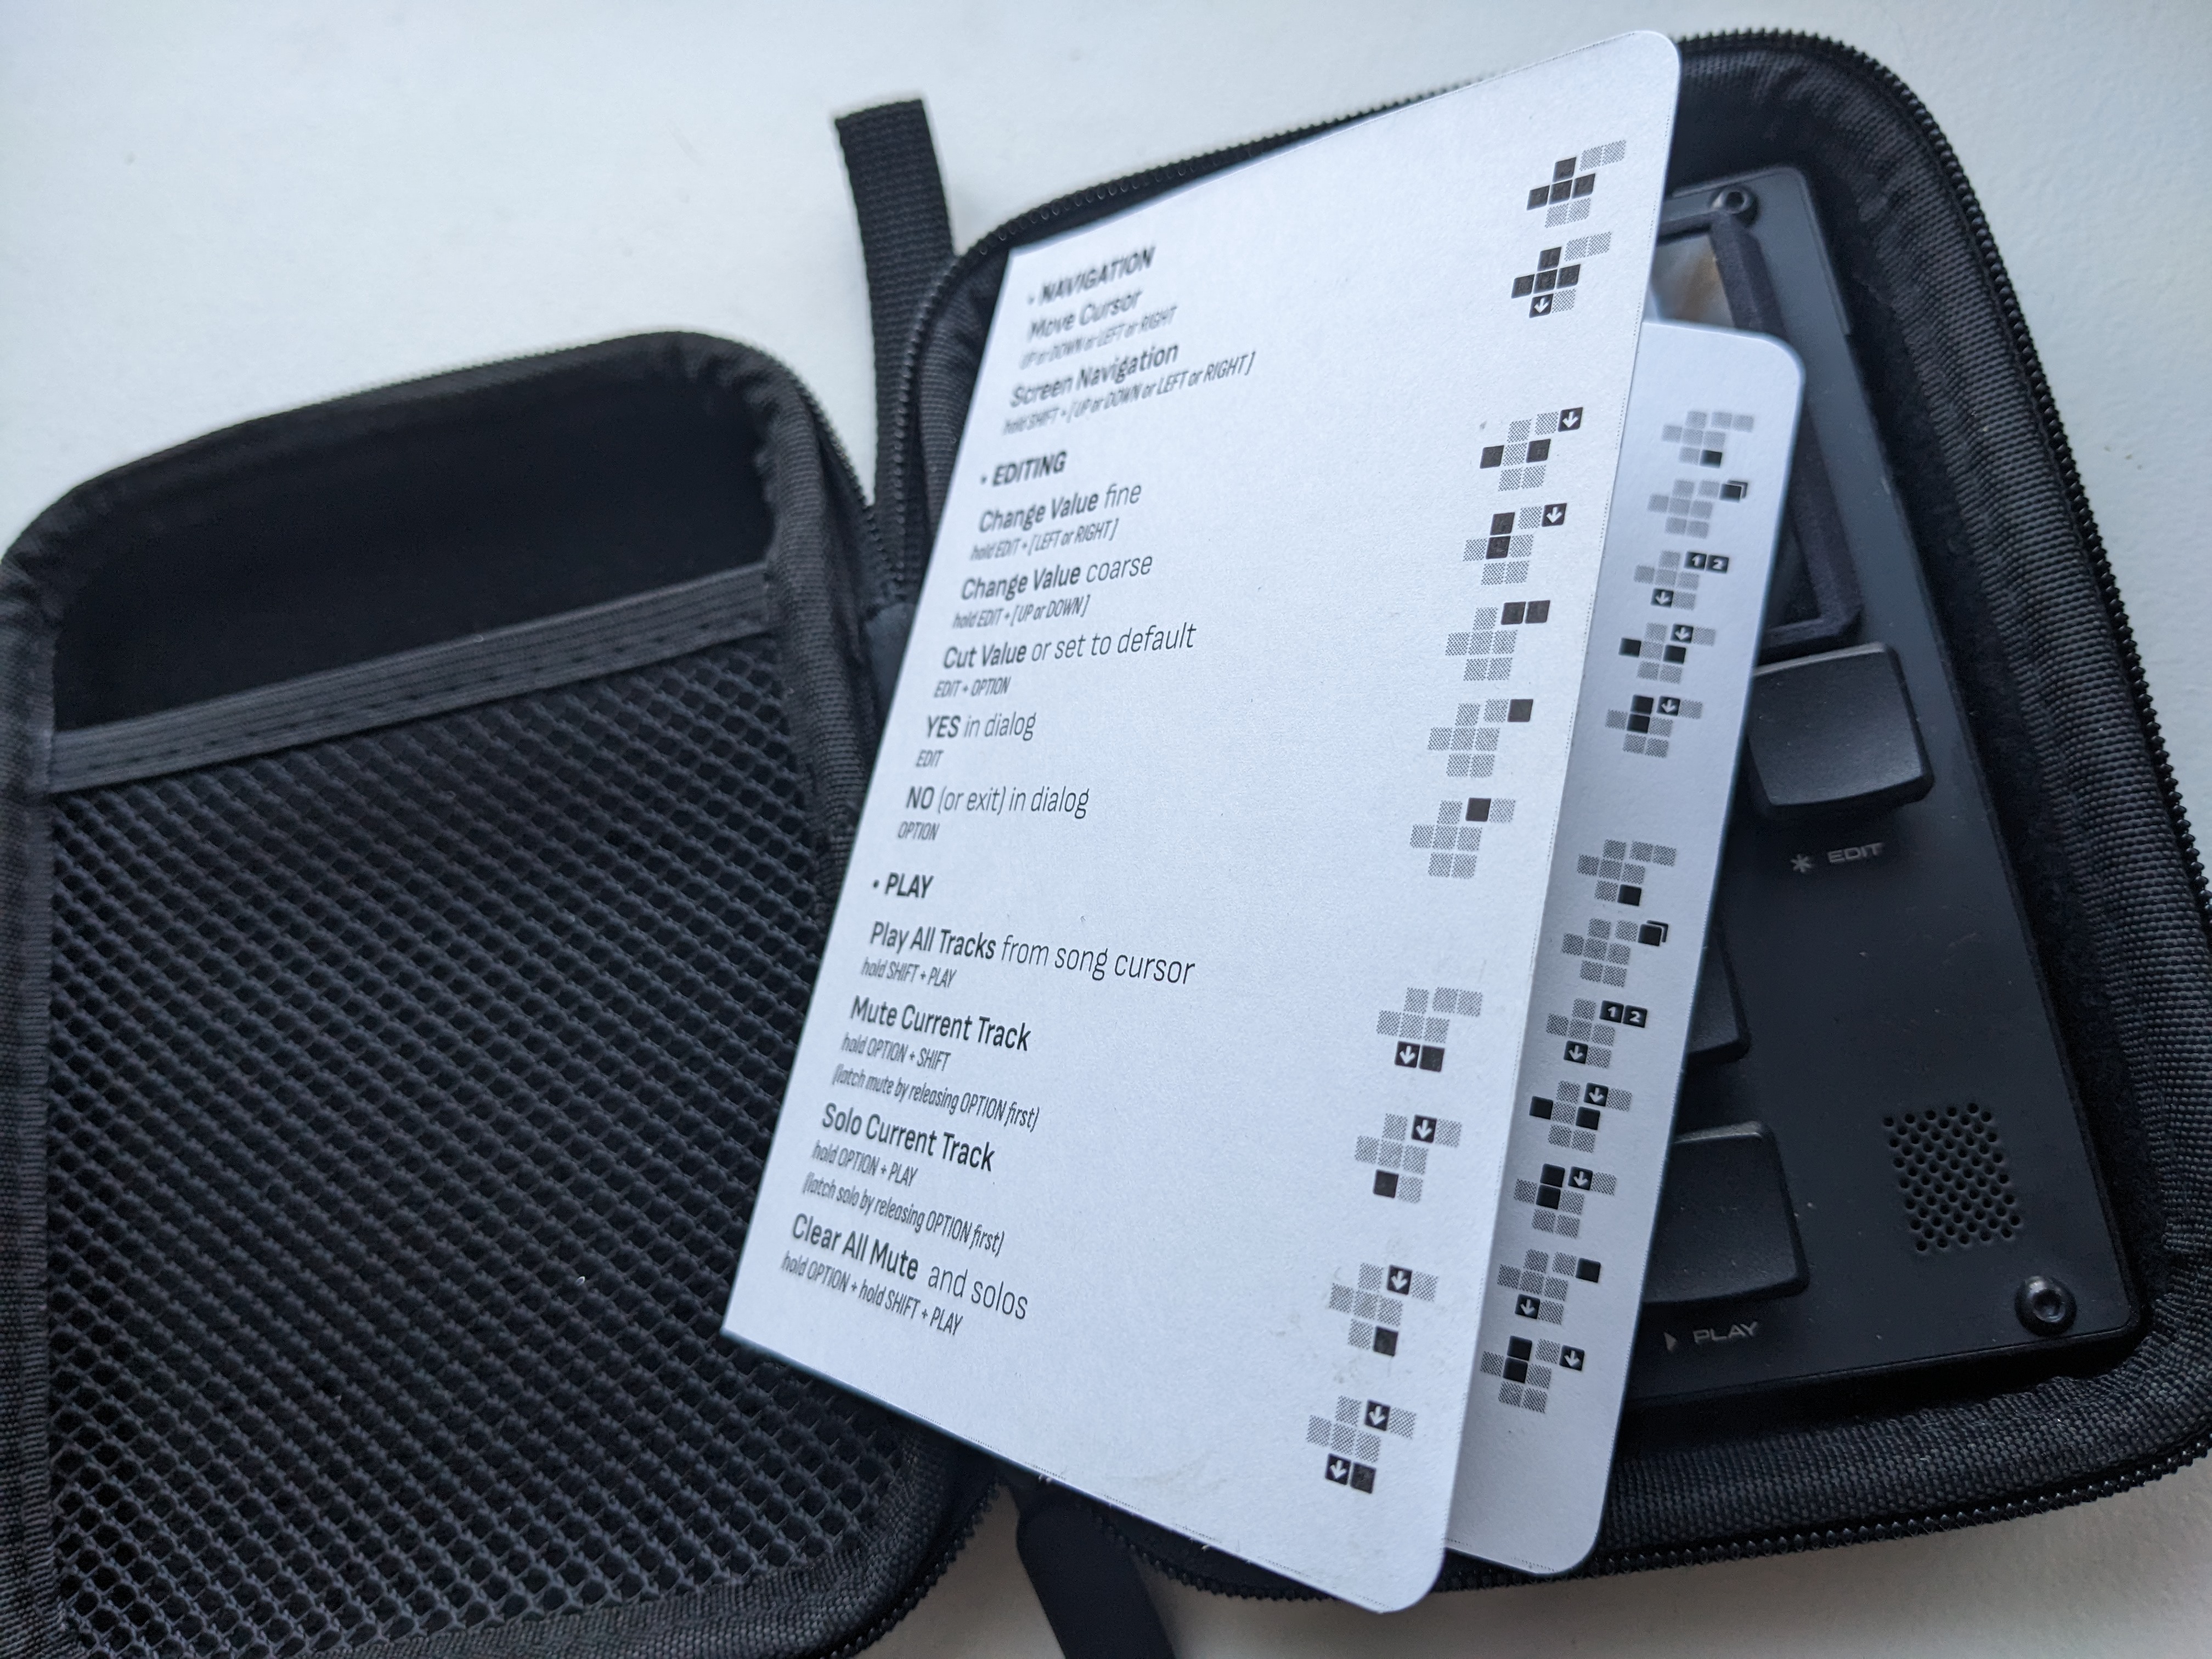 • NAVIGATION
Move Cursor
UP or DOWN or LEFT or RIGHT
Screen Navigation
hold SHIFT + [ UP or DOWN or LEFT or RIGHT ]
• EDITING
Change Value fine
hold EDIT + [ LEFT or RIGHT ]
Change Value coarse
hold EDIT + [ UP or DOWN ]
Cut Value or set to default
EDIT + OPTION
YES in dialog
EDIT
NO (or exit) in dialog
OPTION
• PLAY
Play All Tracks from song cursor
hold SHIFT + PLAY
Mute Current Track
hold OPTION + SHIFT
(latch mute by releasing OPTION first)
Solo Current Track
hold OPTION + PLAY
(latch solo by releasing OPTION first)
Clear All Mute and solos
hold OPTION + hold SHIFT + PLAY
1 2
1 2
EDIT
PLAY